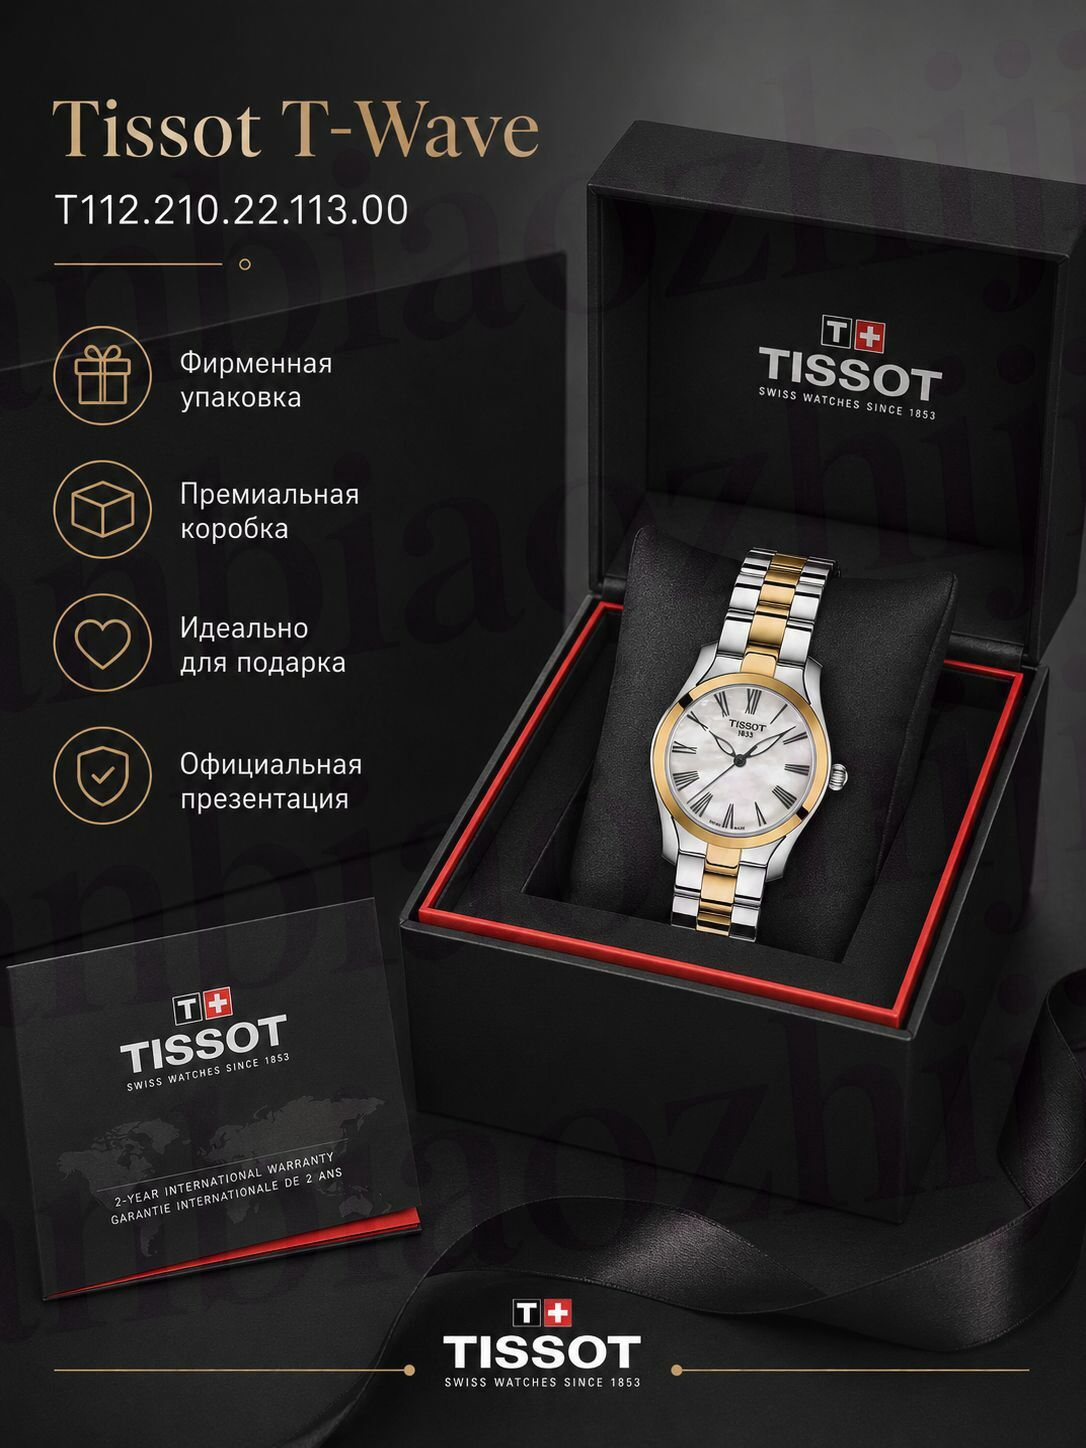 Tissot T-Wave
T112.210.22.113.00
Фирменная
упаковка
Премиальная
коробка
Идеально
для подарка
Официальная
презентация
T+
TISSOT
SWISS WATCHES SINCE 1853
TISSOT
1853
T+
TISSOT
SWISS WATCHES SINCE 1853
2-YEAR INTERNATIONAL WARRANTY
GARANTIE INTERNATIONALE DE 2 ANS
T+
TISSOT
SWISS WATCHES SINCE 1853